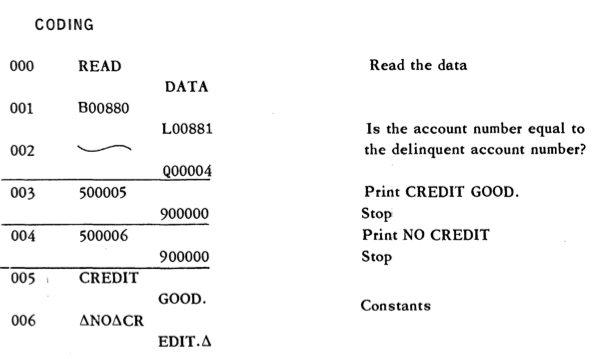 CODING
000 READ Read the data
DATA
001 B00880
L00881 Is the account number equal to
002 the delinquent account number?
Q00004
003 500005 Print CREDIT GOOD.
900000 Stop
004 500006 Print NO CREDIT
900000 Stop
005 CREDIT
GOOD. Constants
006 ΔNOΔCR
EDIT.Δ